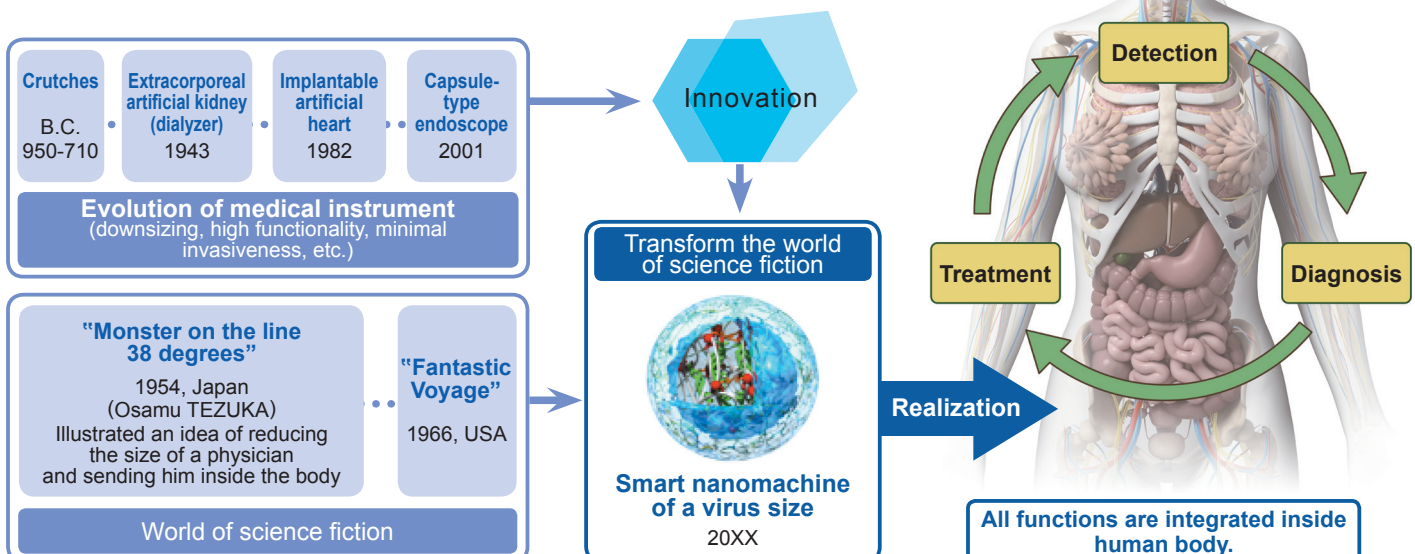 Crutches
B.C.
950-710
Extracorporeal
artificial kidney
(dialyzer)
1943
Implantable
artificial
heart
1982
Capsule-
type
endoscope
2001
Evolution of medical instrument
(downsizing, high functionality, minimal
invasiveness, etc.)
"Monster on the line
38 degrees"
1954, Japan
(Osamu TEZUKA)
Illustrated an idea of reducing
the size of a physician
and sending him inside the body
"Fantastic
Voyage"
1966, USA
World of science fiction
Innovation
Transform the world
of science fiction
Smart nanomachine
of a virus size
20XX
Realization
Detection
Treatment
Diagnosis
All functions are integrated inside
human body.